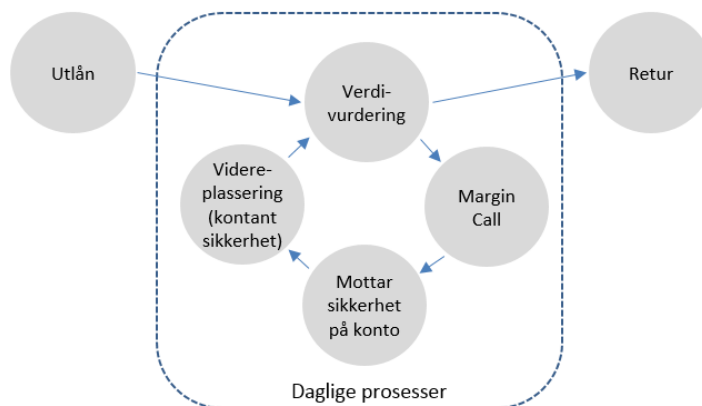 Utlån
Verdi-
vurdering
Retur
Videre-
plassering
(kontant
sikkerhet)
Margin
Call
Mottar
sikkerhet
på konto
Daglige prosesser